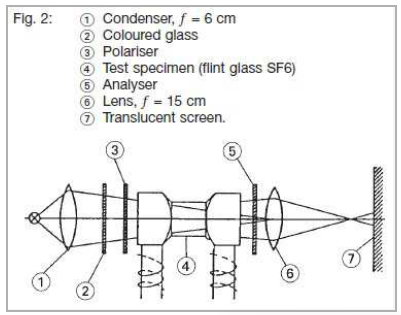 Fig. 2: ① Condenser, f = 6 cm
② Coloured glass
③ Polariser
④ Test specimen (flint glass SF6)
⑤ Analyser
⑥ Lens, f = 15 cm
⑦ Translucent screen.
③ ⑤
① ② ④ ⑥ ⑦